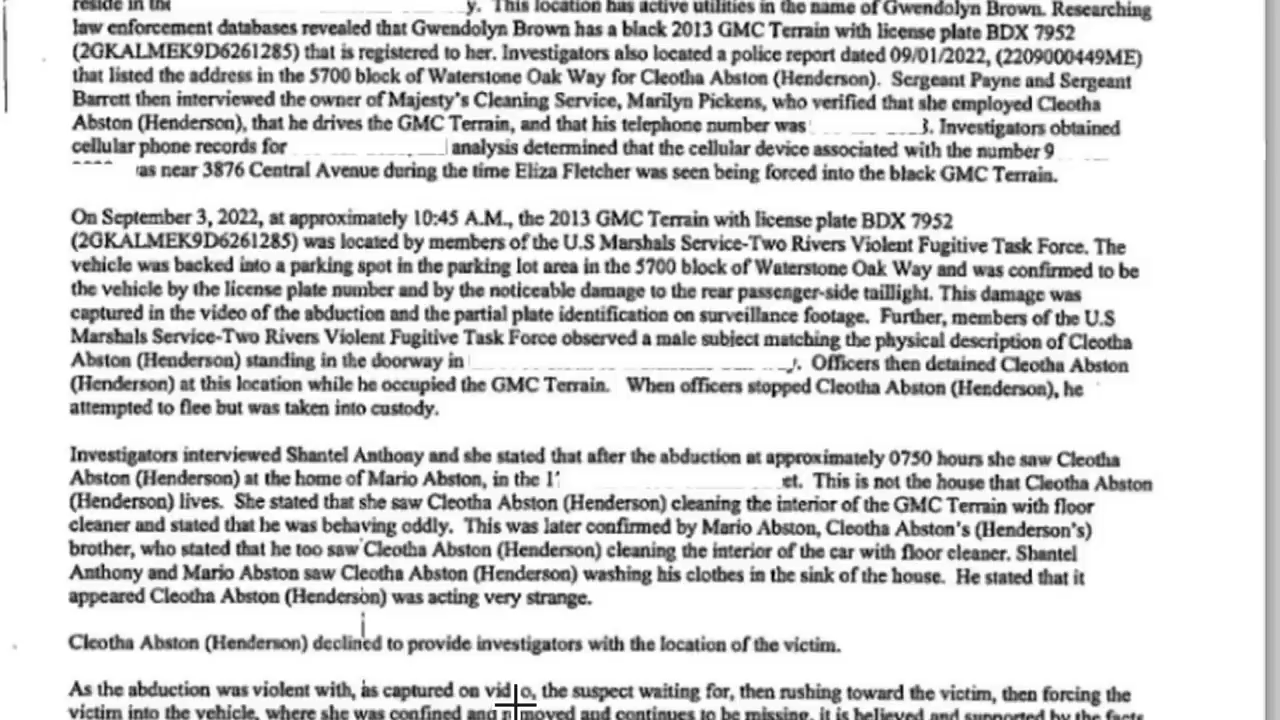 reside in the y. This location has active utilities in the name of Gwendolyn Brown. Researching
law enforcement databases revealed that Gwendolyn Brown has a black 2013 GMC Terrain with license plate BDX 7952
(2GKALMEK9D6261285) that is registered to her. Investigators also located a police report dated 09/01/2022, (2209000449ME)
that listed the address in the 5700 block of Waterstone Oak Way for Cleotha Abston (Henderson). Sergeant Payne and Sergeant
Barrett then interviewed the owner of Majesty's Cleaning Service, Marilyn Pickens, who verified that she employed Cleotha
Abston (Henderson), that he drives the GMC Terrain, and that his telephone number was 3. Investigators obtained
cellular phone records for analysis determined that the cellular device associated with the number 9
as near 3876 Central Avenue during the time Eliza Fletcher was seen being forced into the black GMC Terrain.
On September 3, 2022, at approximately 10:45 A.M., the 2013 GMC Terrain with license plate BDX 7952
(2GKALMEK9D6261285) was located by members of the U.S Marshals Service-Two Rivers Violent Fugitive Task Force. The
vehicle was backed into a parking spot in the parking lot area in the 5700 block of Waterstone Oak Way and was confirmed to be
the vehicle by the license plate number and by the noticeable damage to the rear passenger-side taillight. This damage was
captured in the video of the abduction and the partial plate identification on surveillance footage. Further, members of the U.S
Marshals Service-Two Rivers Violent Fugitive Task Force observed a male subject matching the physical description of Cleotha
Abston (Henderson) standing in the doorway in y. Officers then detained Cleotha Abston
(Henderson) at this location while he occupied the GMC Terrain. When officers stopped Cleotha Abston (Henderson), he
attempted to flee but was taken into custody.
Investigators interviewed Shantel Anthony and she stated that after the abduction at approximately 0750 hours she saw Cleotha
Abston (Henderson) at the home of Mario Abston, in the 1 et. This is not the house that Cleotha Abston
(Henderson) lives. She stated that she saw Cleotha Abston (Henderson) cleaning the interior of the GMC Terrain with floor
cleaner and stated that he was behaving oddly. This was later confirmed by Mario Abston, Cleotha Abston's (Henderson's)
brother, who stated that he too saw Cleotha Abston (Henderson) cleaning the interior of the car with floor cleaner. Shantel
Anthony and Mario Abston saw Cleotha Abston (Henderson) washing his clothes in the sink of the house. He stated that it
appeared Cleotha Abston (Henderson) was acting very strange.
Cleotha Abston (Henderson) declined to provide investigators with the location of the victim.
As the abduction was violent with, as captured on video, the suspect waiting for, then rushing toward the victim, then forcing the
victim into the vehicle, where she was confined and removed and continues to be missing, it is believed and supported by the facts